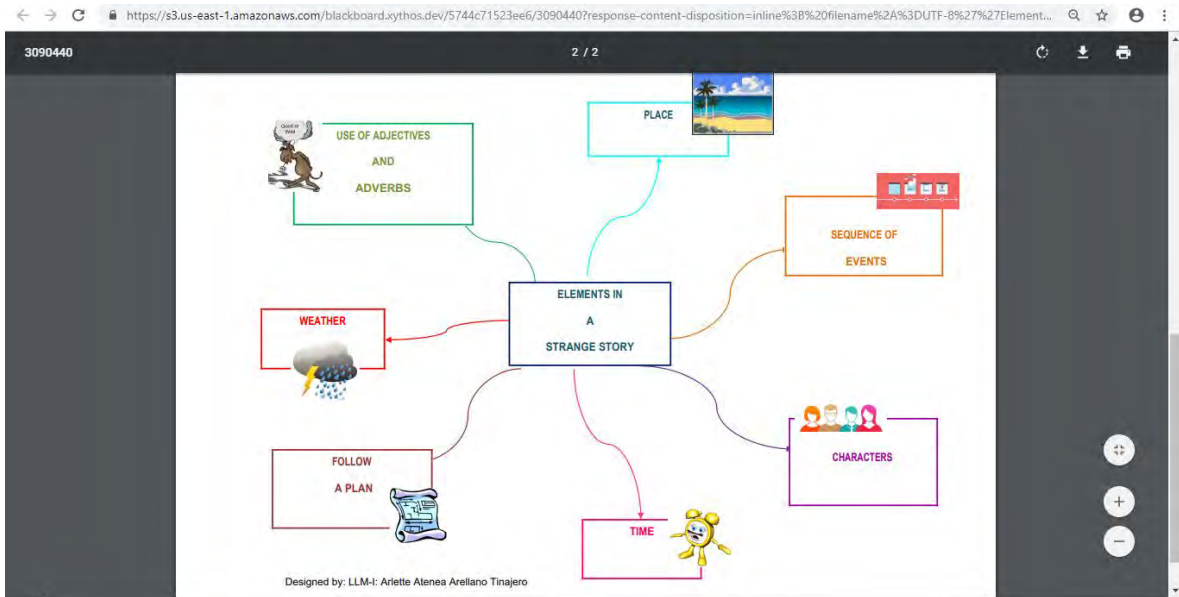 https://s3.us-east-1.amazonaws.com/blackboard.xythos.dev/5744c71523ee6/3090440?response-content-disposition=inline%3B%20filename%2A%3DUTF-8%27%27Element...
3090440
2 / 2
PLACE
USE OF ADJECTIVES
AND
ADVERBS
SEQUENCE OF
EVENTS
ELEMENTS IN
A
STRANGE STORY
WEATHER
CHARACTERS
FOLLOW
A PLAN
TIME
Designed by: LLM-I: Arlette Atenea Arellano Tinajero